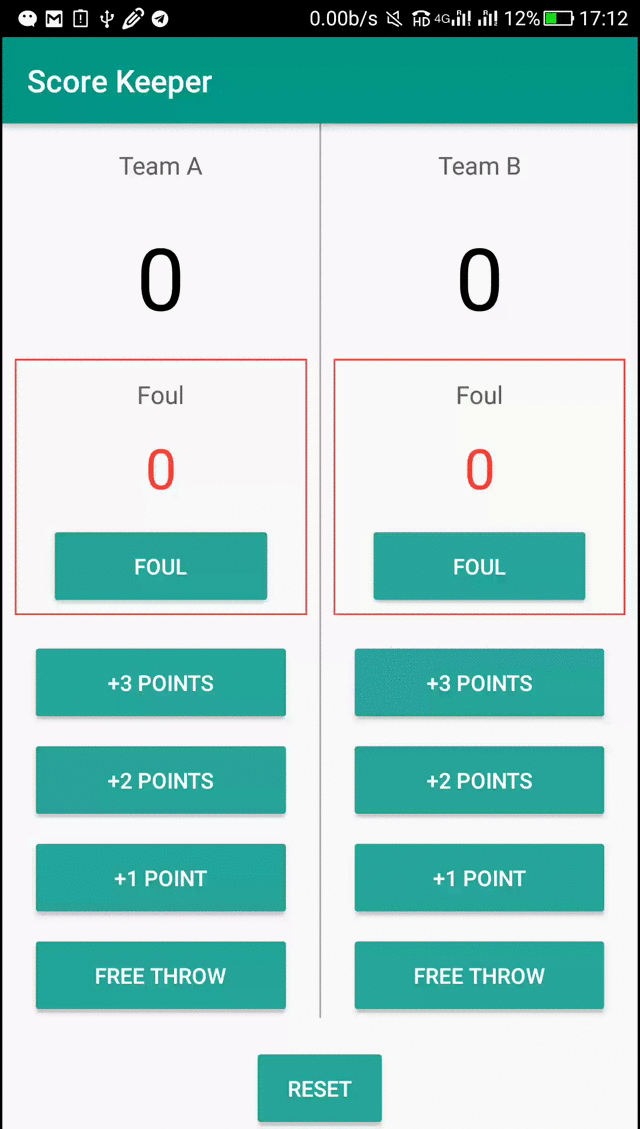 0.00b/s HD 4G 12% 17:12
Score Keeper
Team A
0
Foul
0
FOUL
+3 POINTS
+2 POINTS
+1 POINT
FREE THROW
Team B
0
Foul
0
FOUL
+3 POINTS
+2 POINTS
+1 POINT
FREE THROW
RESET